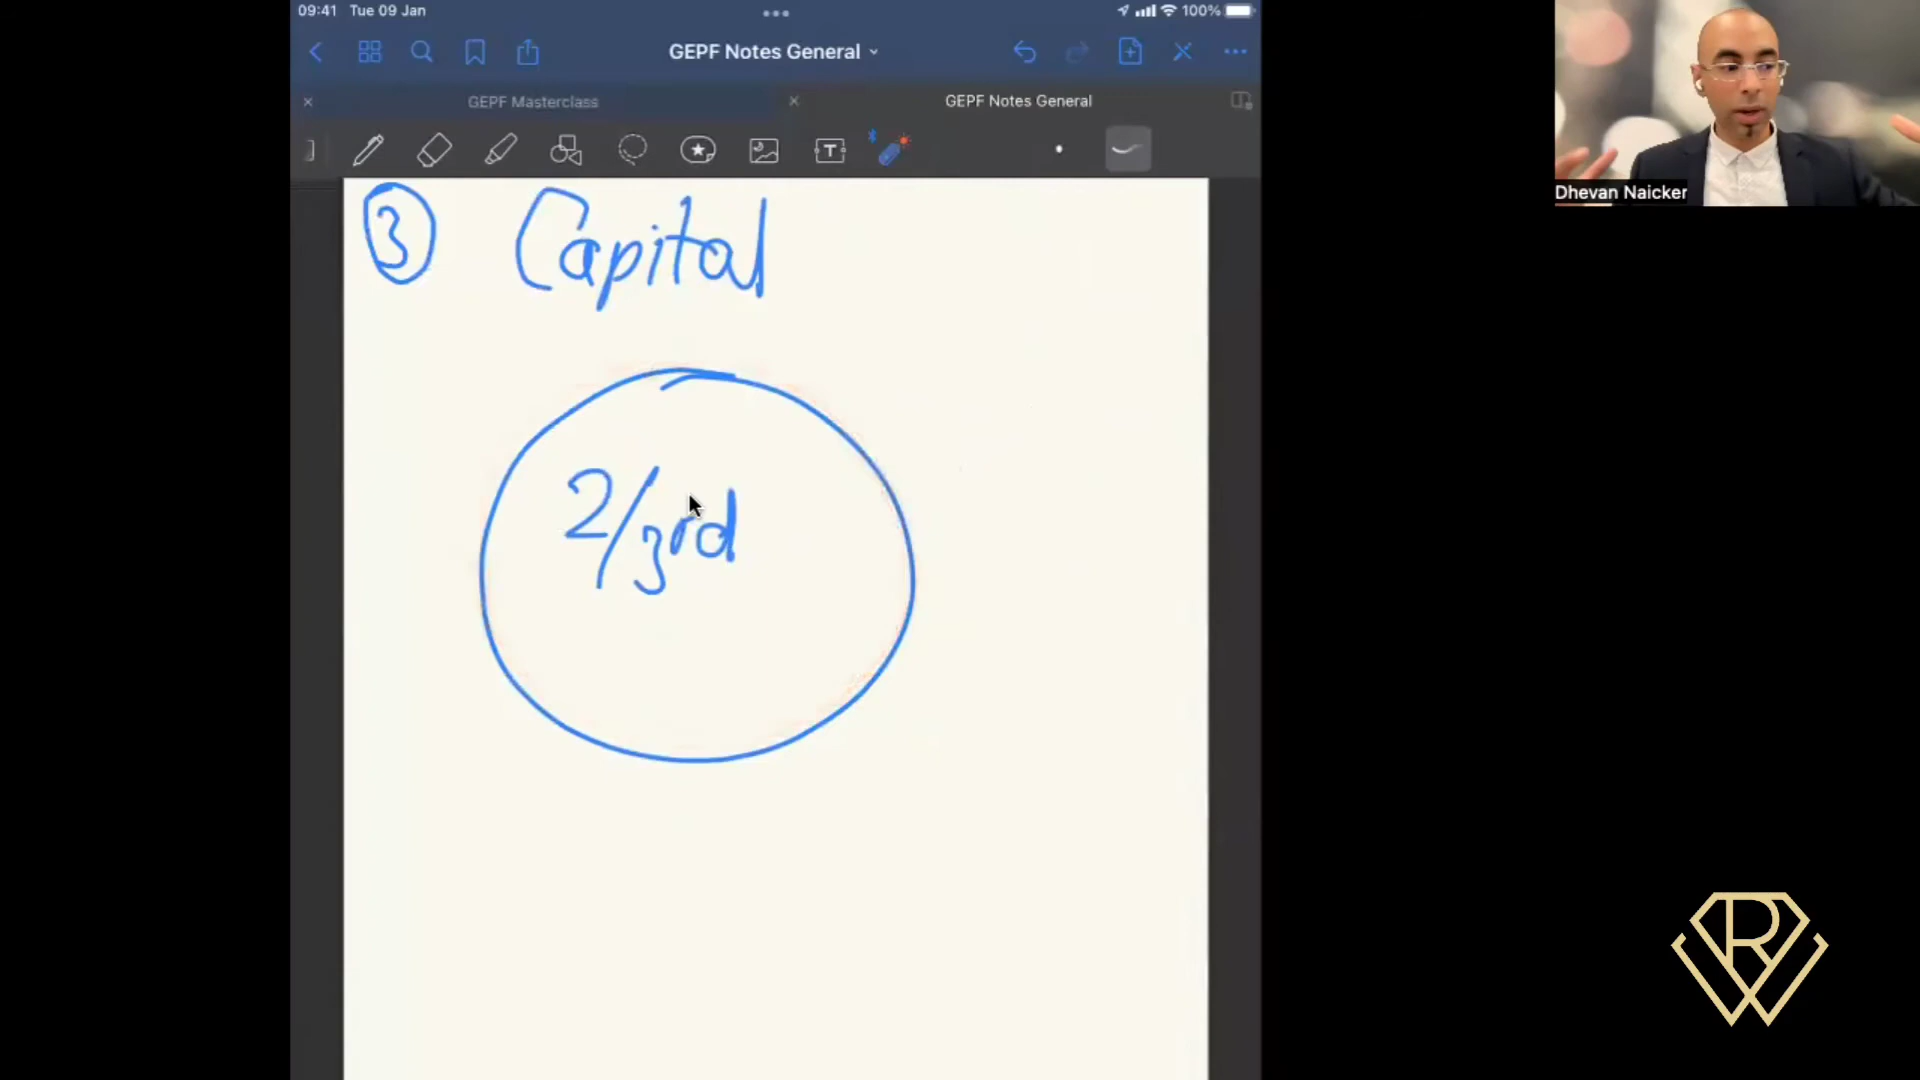 09:41 Tue 09 Jan
100%
GEPF Notes General
GEPF Masterclass
GEPF Notes General
T
Dhevan Naicker
3 Capital
2/3rd
RW